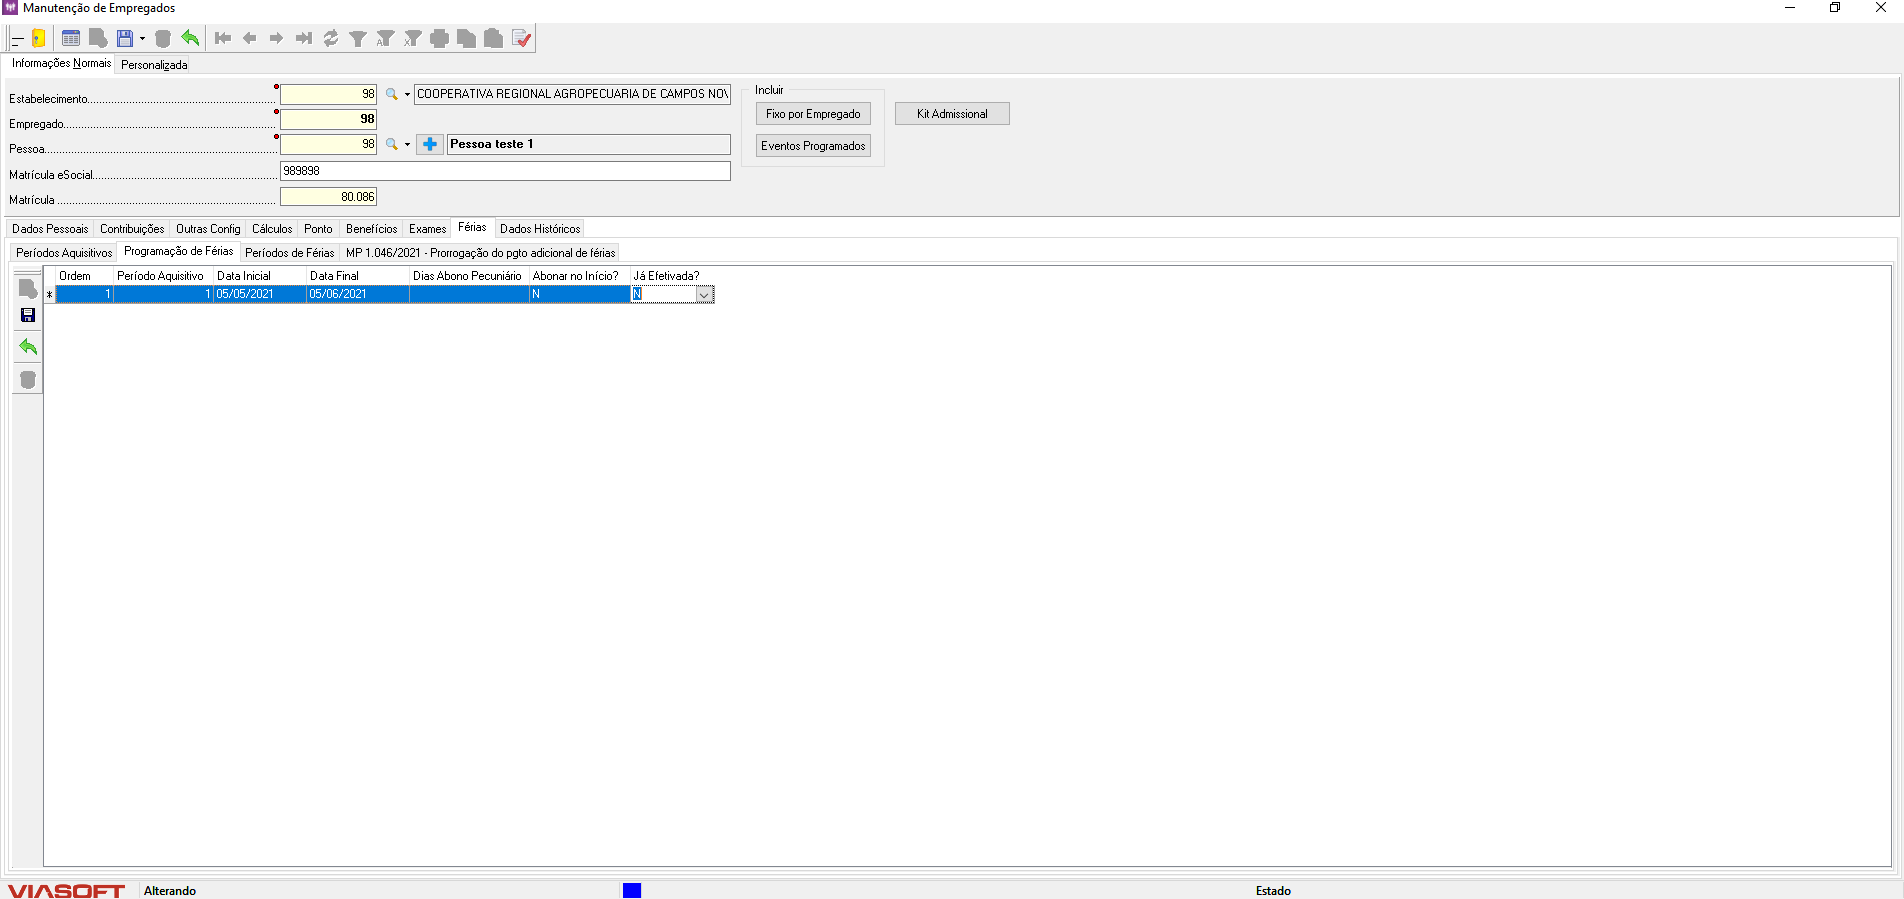 Manutenção de Empregados
Informações Normais Personalizada
Estabelecimento 98 COOPERATIVA REGIONAL AGROPECUARIA DE CAMPOS NOV
Incluir
Empregado 98
Fixo por Empregado
Kit Admissional
Pessoa 98 Pessoa teste 1
Eventos Programados
Matrícula eSocial 989898
Matrícula 80.086
Dados Pessoais Contribuições Outras Config Cálculos Ponto Benefícios Exames Férias Dados Históricos
Períodos Aquisitivos Programação de Férias Períodos de Férias MP 1.046/2021 - Prorrogação do pgto adicional de férias
Ordem Período Aquisitivo Data Inicial Data Final Dias Abono Pecuniário Abonar no Início? Já Efetivada?
* 1 1 05/05/2021 05/06/2021 N N
VIASOFT Alterando Estado